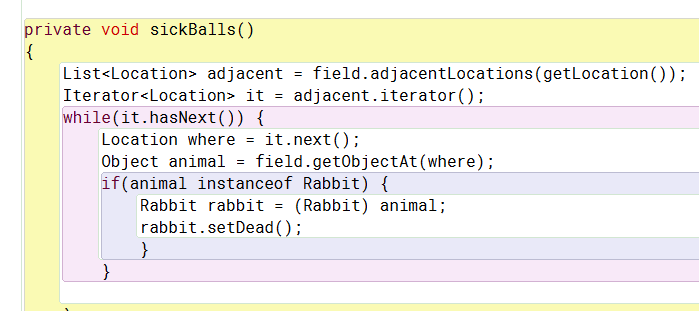 private void sickBalls()
{
List<Location> adjacent = field.adjacentLocations(getLocation());
Iterator<Location> it = adjacent.iterator();
while(it.hasNext()) {
Location where = it.next();
Object animal = field.getObjectAt(where);
if(animal instanceof Rabbit) {
Rabbit rabbit = (Rabbit) animal;
rabbit.setDead();
}
}